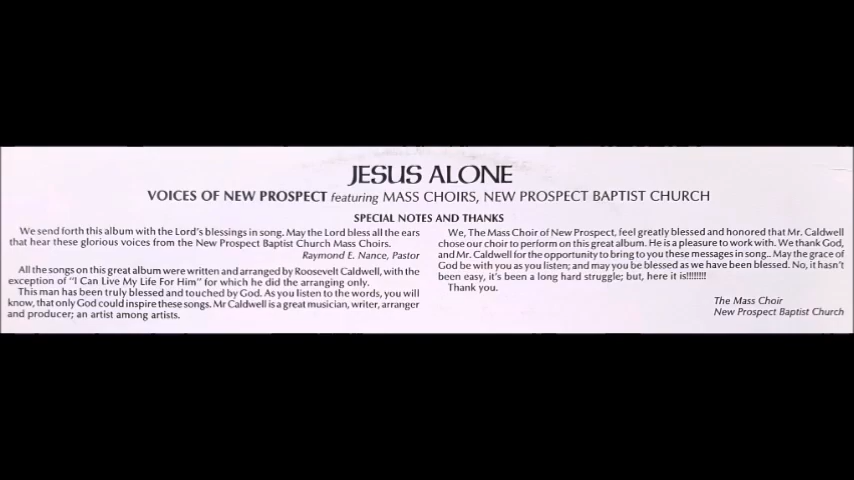 JESUS ALONE
VOICES OF NEW PROSPECT featuring MASS CHOIRS, NEW PROSPECT BAPTIST CHURCH
SPECIAL NOTES AND THANKS
We send forth this album with the Lord's blessings in song. May the Lord bless all the ears
that hear these glorious voices from the New Prospect Baptist Church Mass Choirs.
Raymond E. Nance, Pastor
All the songs on this great album were written and arranged by Roosevelt Caldwell, with the
exception of "I Can Live My Life For Him" for which he did the arranging only.
This man has been truly blessed and touched by God. As you listen to the words, you will
know, that only God could inspire these songs. Mr Caldwell is a great musician, writer, arranger
and producer; an artist among artists.
We, The Mass Choir of New Prospect, feel greatly blessed and honored that Mr. Caldwell
chose our choir to perform on this great album. He is a pleasure to work with. We thank God,
and Mr. Caldwell for the opportunity to bring to you these messages in song.. May the grace of
God be with you as you listen; and may you be blessed as we have been blessed. No, it hasn't
been easy, it's been a long hard struggle; but, here it is!!!!!!!!
Thank you.
The Mass Choir
New Prospect Baptist Church